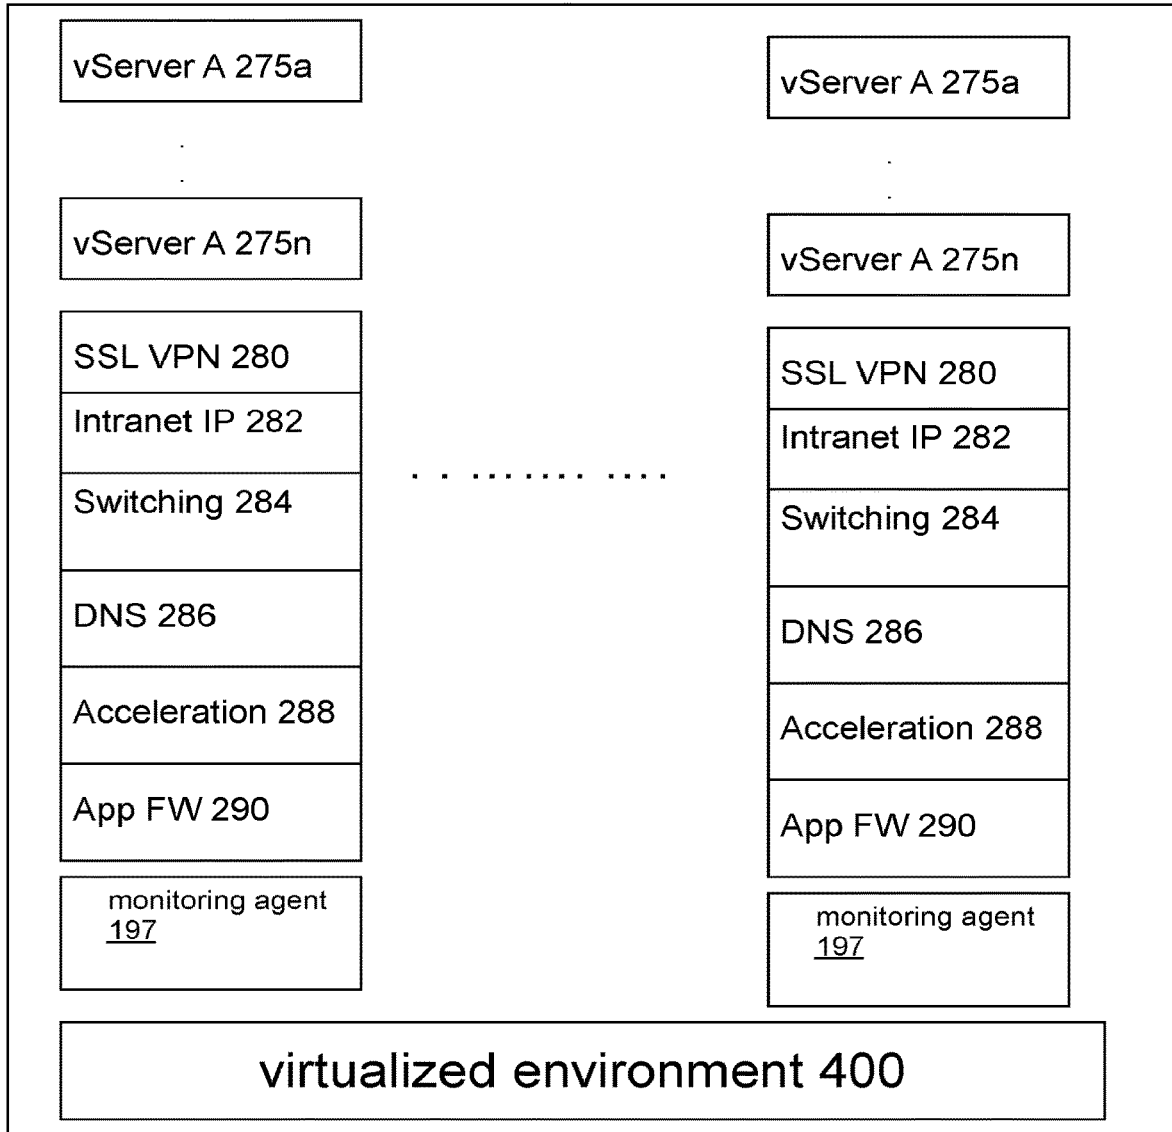 vServer A 275a
vServer A 275n
SSL VPN 280
Intranet IP 282
Switching 284
DNS 286
Acceleration 288
App FW 290
monitoring agent
197
vServer A 275a
vServer A 275n
SSL VPN 280
Intranet IP 282
Switching 284
DNS 286
Acceleration 288
App FW 290
monitoring agent
197
virtualized environment 400